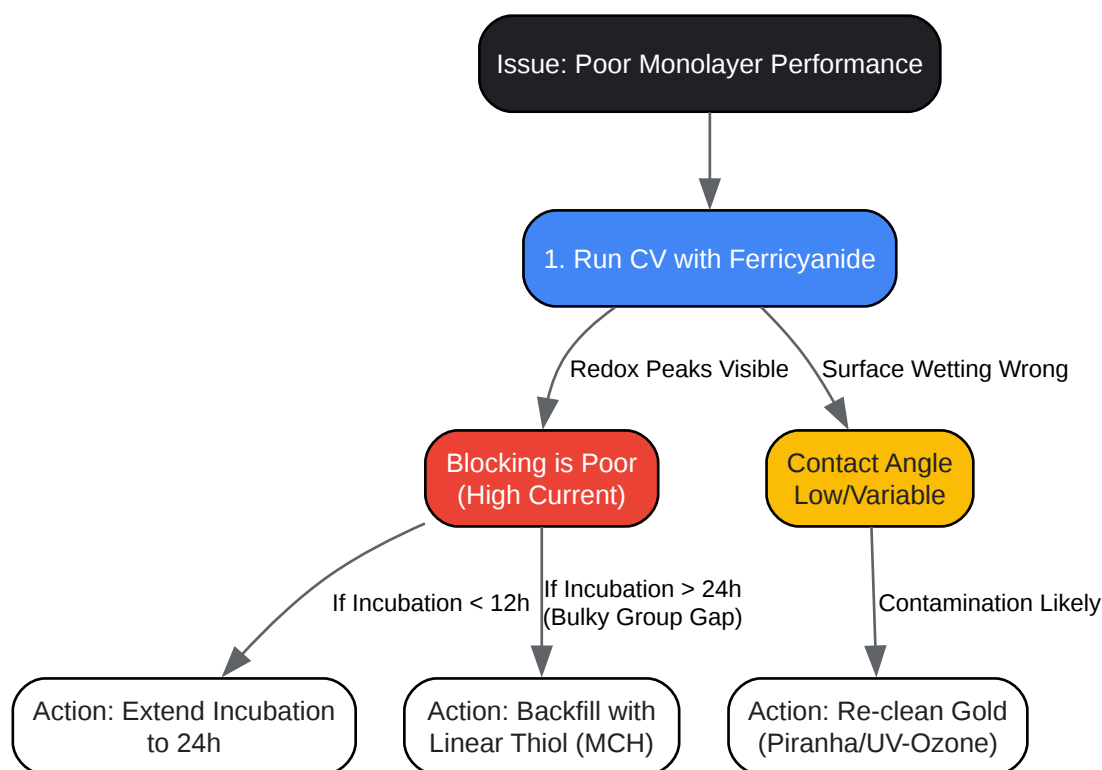 Issue: Poor Monolayer Performance
1. Run CV with Ferricyanide
Redox Peaks Visible
Surface Wetting Wrong
Blocking is Poor
(High Current)
Contact Angle
Low/Variable
If Incubation < 12h
If Incubation > 24h
(Bulky Group Gap)
Contamination Likely
Action: Extend Incubation
to 24h
Action: Backfill with
Linear Thiol (MCH)
Action: Re-clean Gold
(Piranha/UV-Ozone)